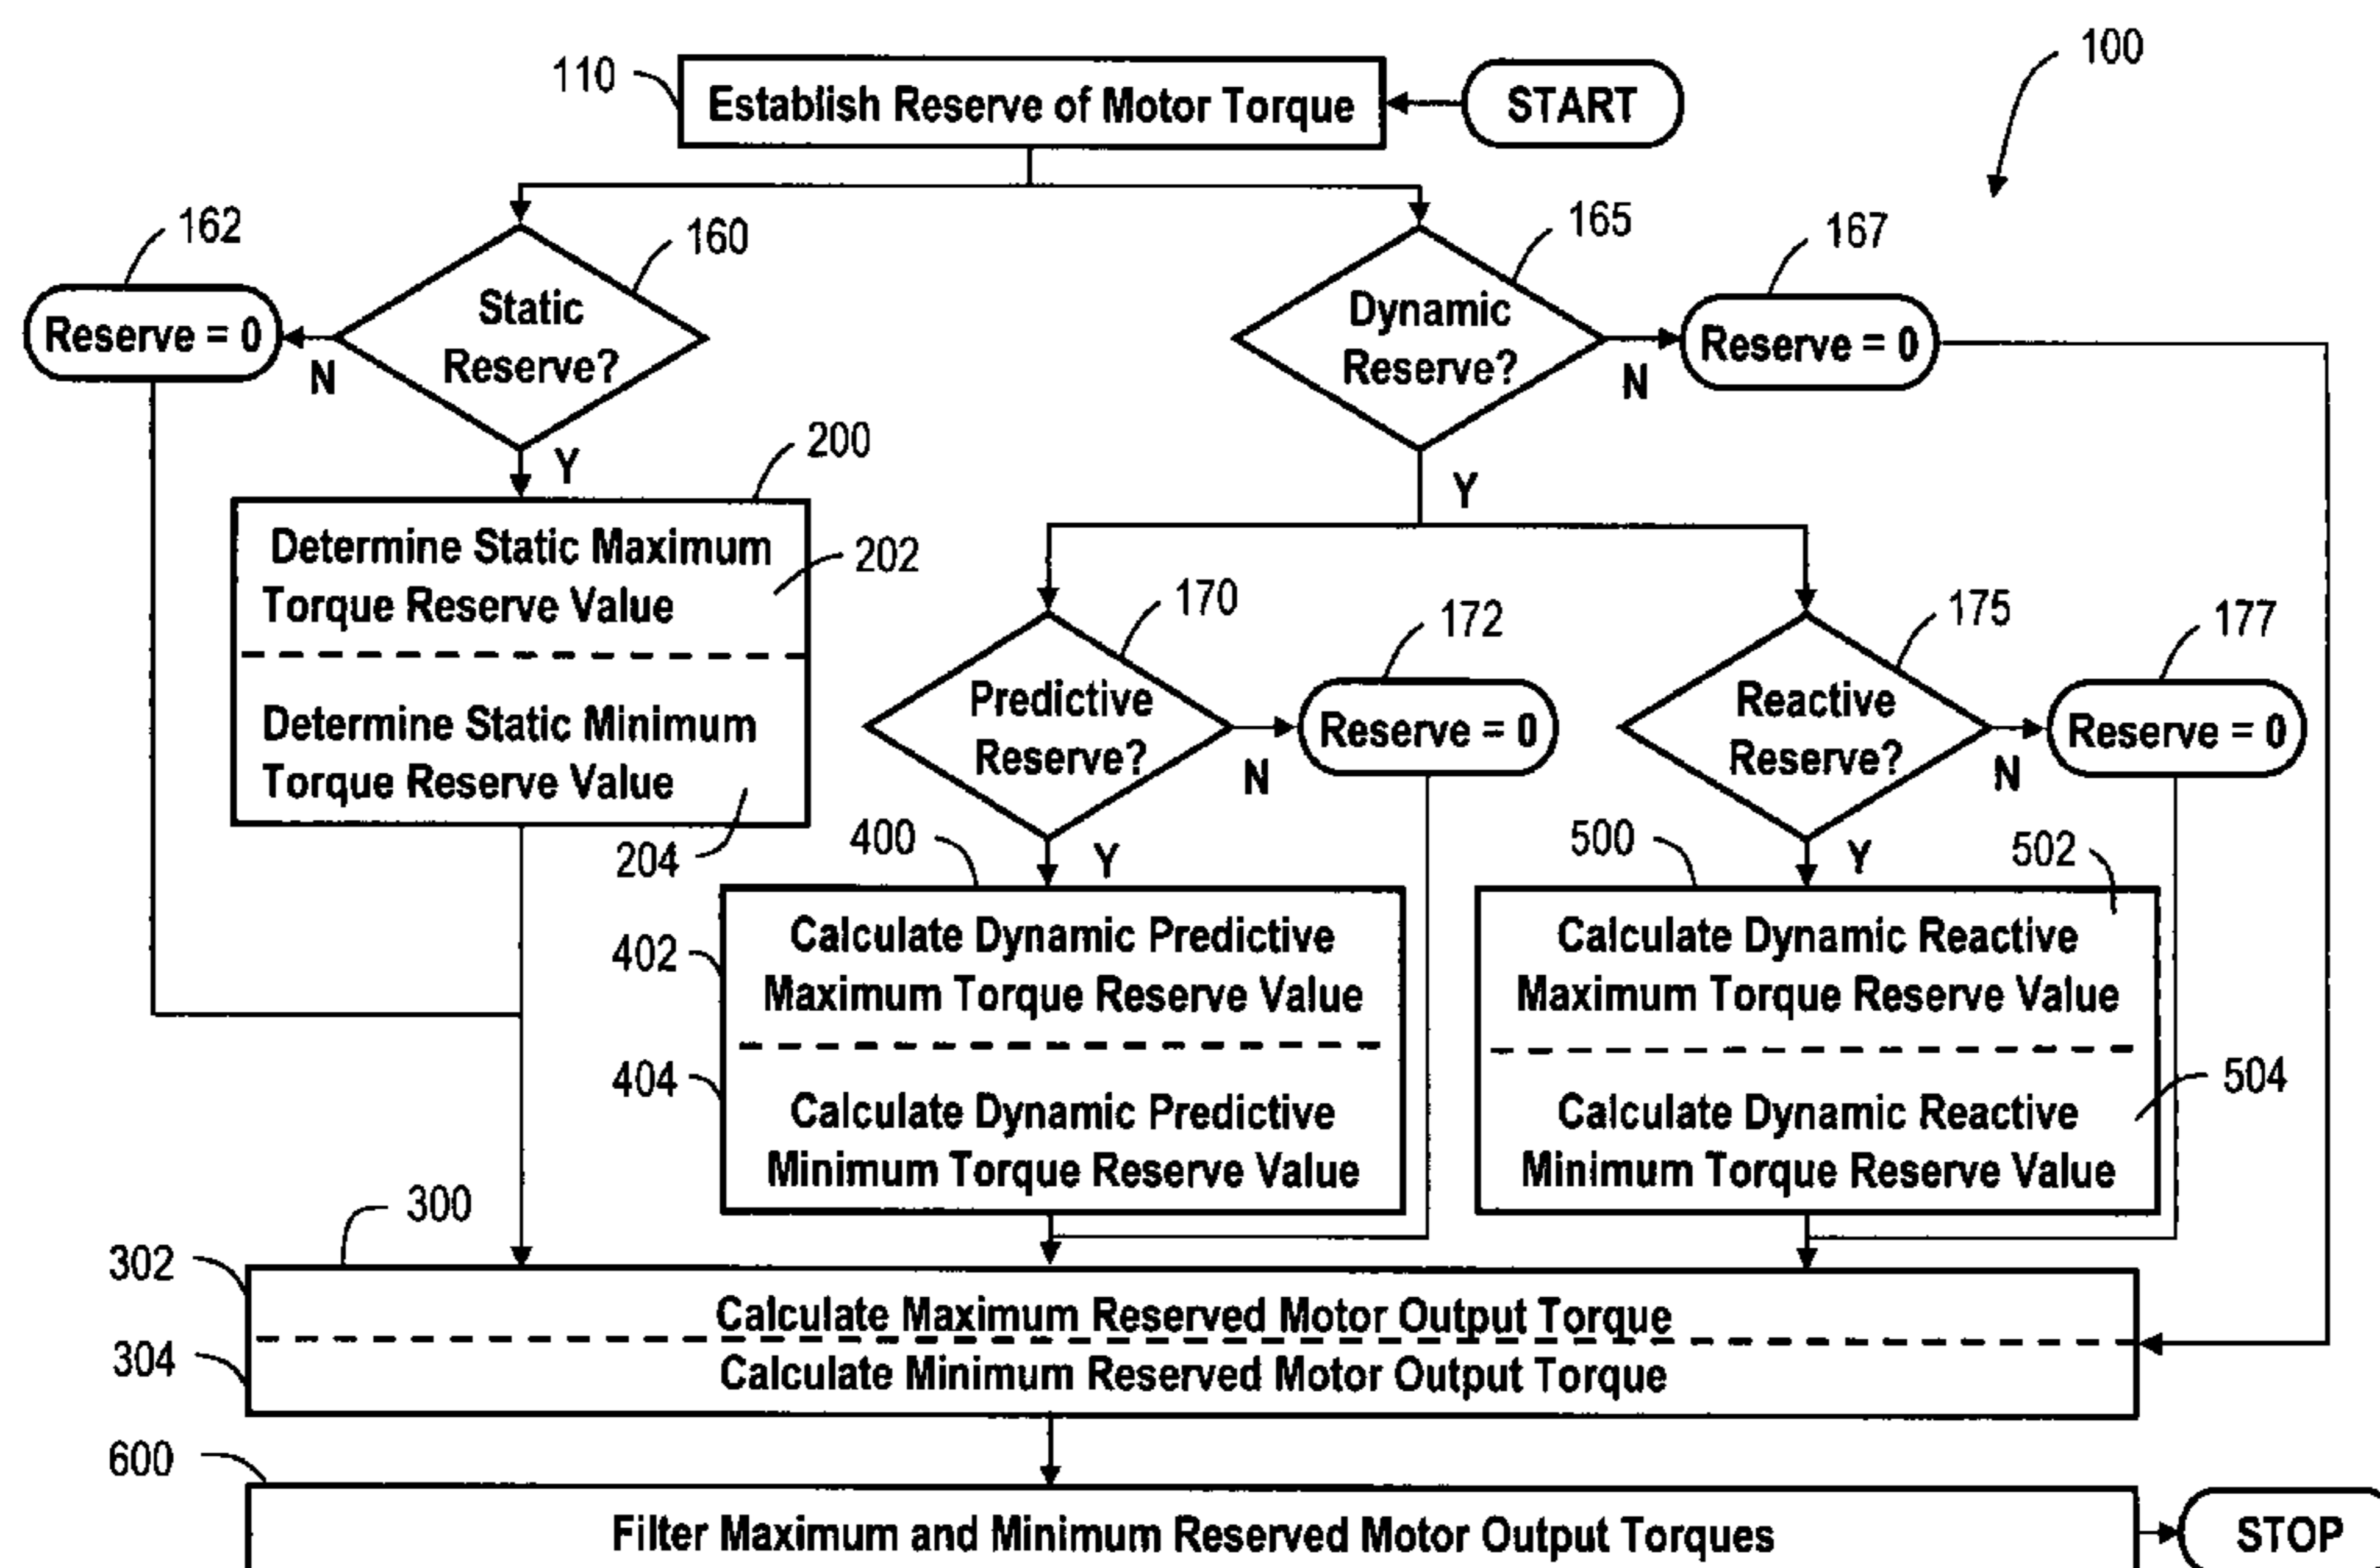 100
110
Establish Reserve of Motor Torque
START
162
160
165
167
Static
Reserve?
Dynamic
Reserve?
Reserve = 0
N
Reserve = 0
N
Y
Y
200
Determine Static Maximum
Torque Reserve Value
202
Determine Static Minimum
Torque Reserve Value
204
170
172
175
177
Predictive
Reserve?
Reserve = 0
N
Reactive
Reserve?
Reserve = 0
N
400
Y
500
Y
502
402
Calculate Dynamic Predictive
Maximum Torque Reserve Value
404
Calculate Dynamic Predictive
Minimum Torque Reserve Value
Calculate Dynamic Reactive
Maximum Torque Reserve Value
504
Calculate Dynamic Reactive
Minimum Torque Reserve Value
300
302
Calculate Maximum Reserved Motor Output Torque
304
Calculate Minimum Reserved Motor Output Torque
600
Filter Maximum and Minimum Reserved Motor Output Torques
STOP